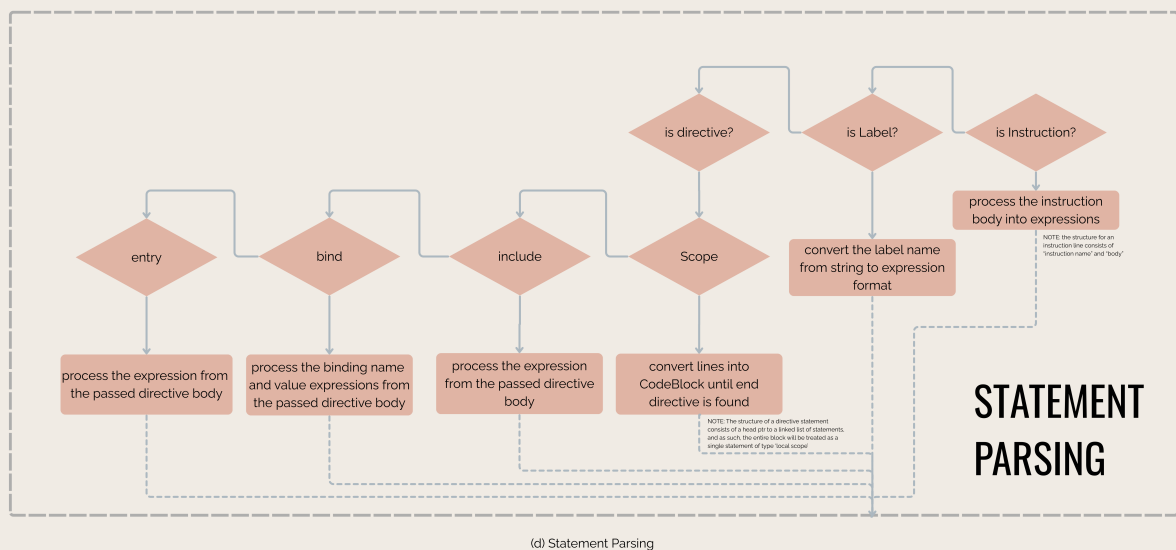 is directive?
is Label?
is Instruction?
process the instruction
body into expressions
NOTE: the structure for an
instruction line consists of
"instruction name" and "body"
convert the label name
from string to expression
format
entry
bind
include
Scope
process the expression from
the passed directive body
process the binding name
and value expressions from
the passed directive body
process the expression
from the passed directive
body
convert lines into
CodeBlock until end
directive is found
NOTE: The structure of a directive statement
consists of a head ptr to a linked list of statements,
and as such, the entire block will be treated as a
single statement of type 'local scope'
STATEMENT
PARSING
(d) Statement Parsing